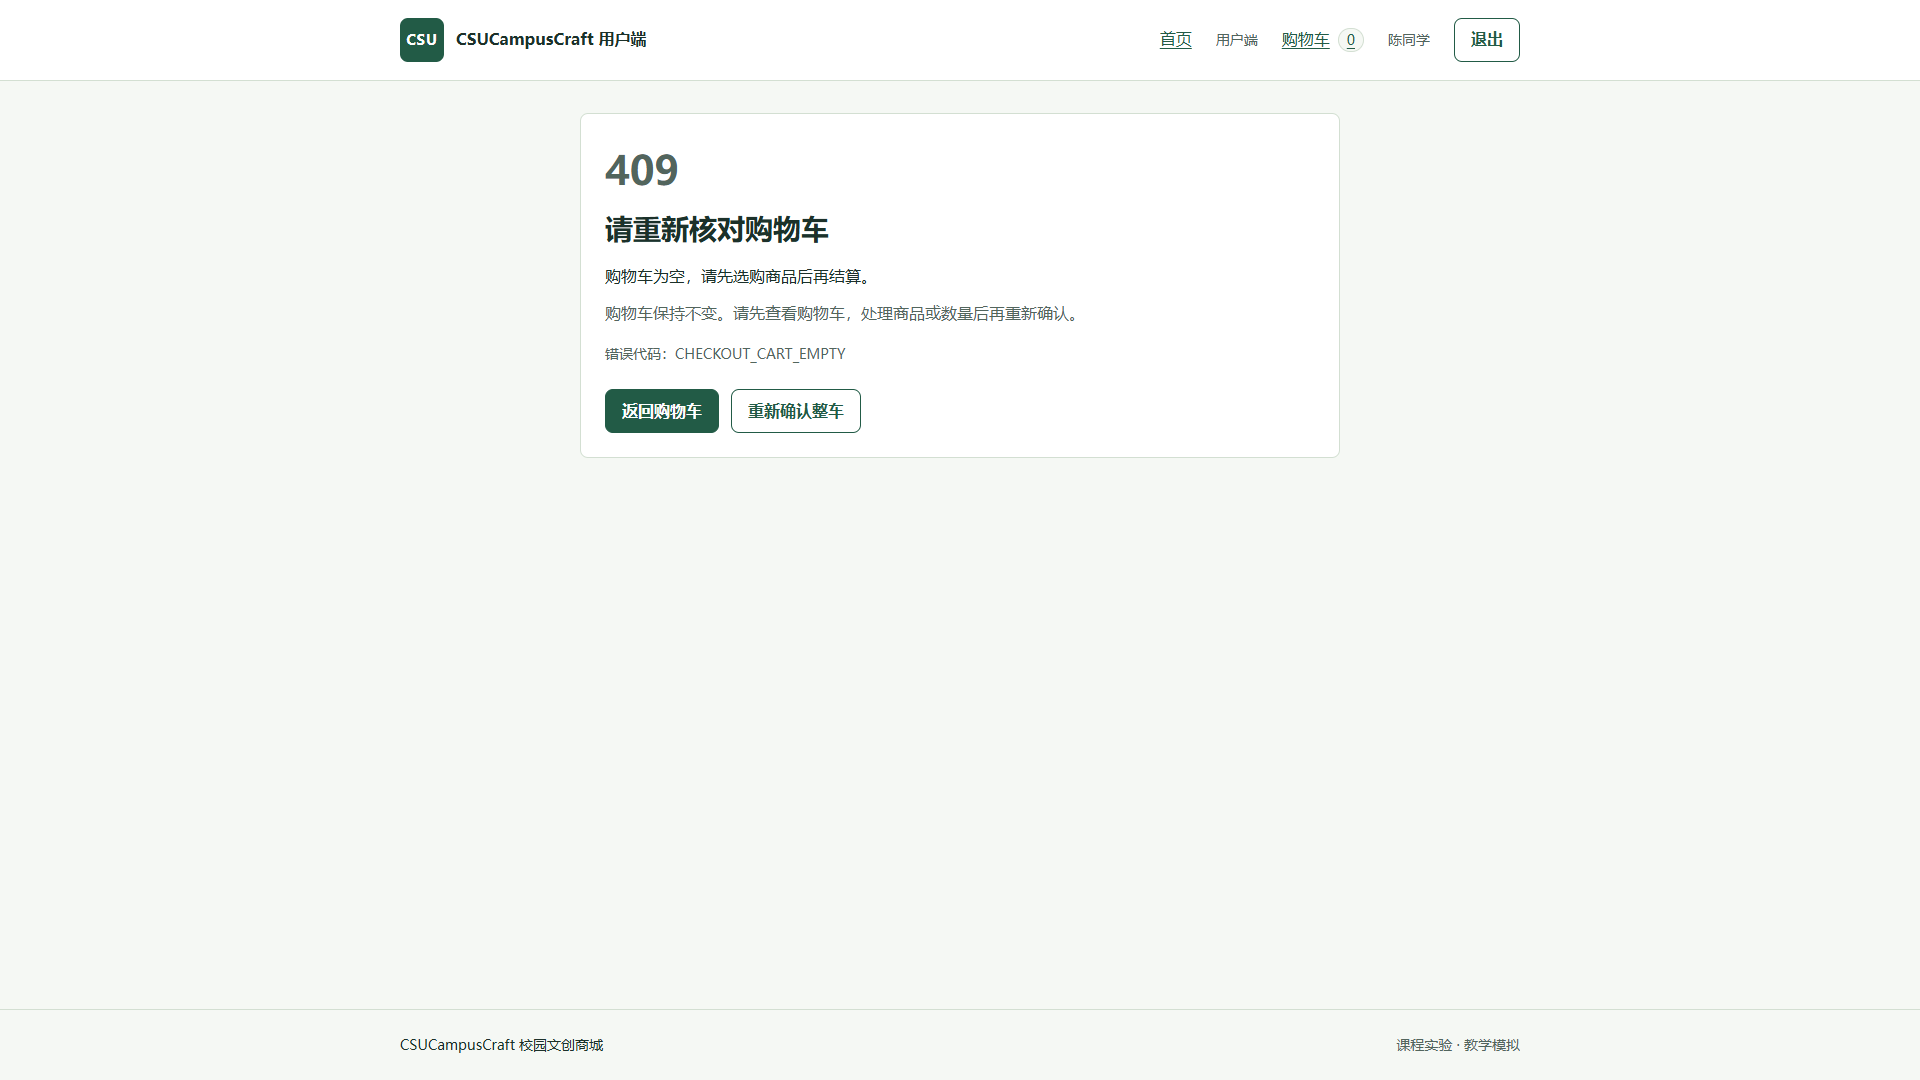 CSU CSUCampusCraft 用户端 首页 用户端 购物车 0 陈同学 退出
409
请重新核对购物车
购物车为空，请先选购商品后再结算。
购物车保持不变。请先查看购物车，处理商品或数量后再重新确认。
错误代码：CHECKOUT_CART_EMPTY
返回购物车 重新确认整车
CSUCampusCraft 校园文创商城 课程实验 · 教学模拟